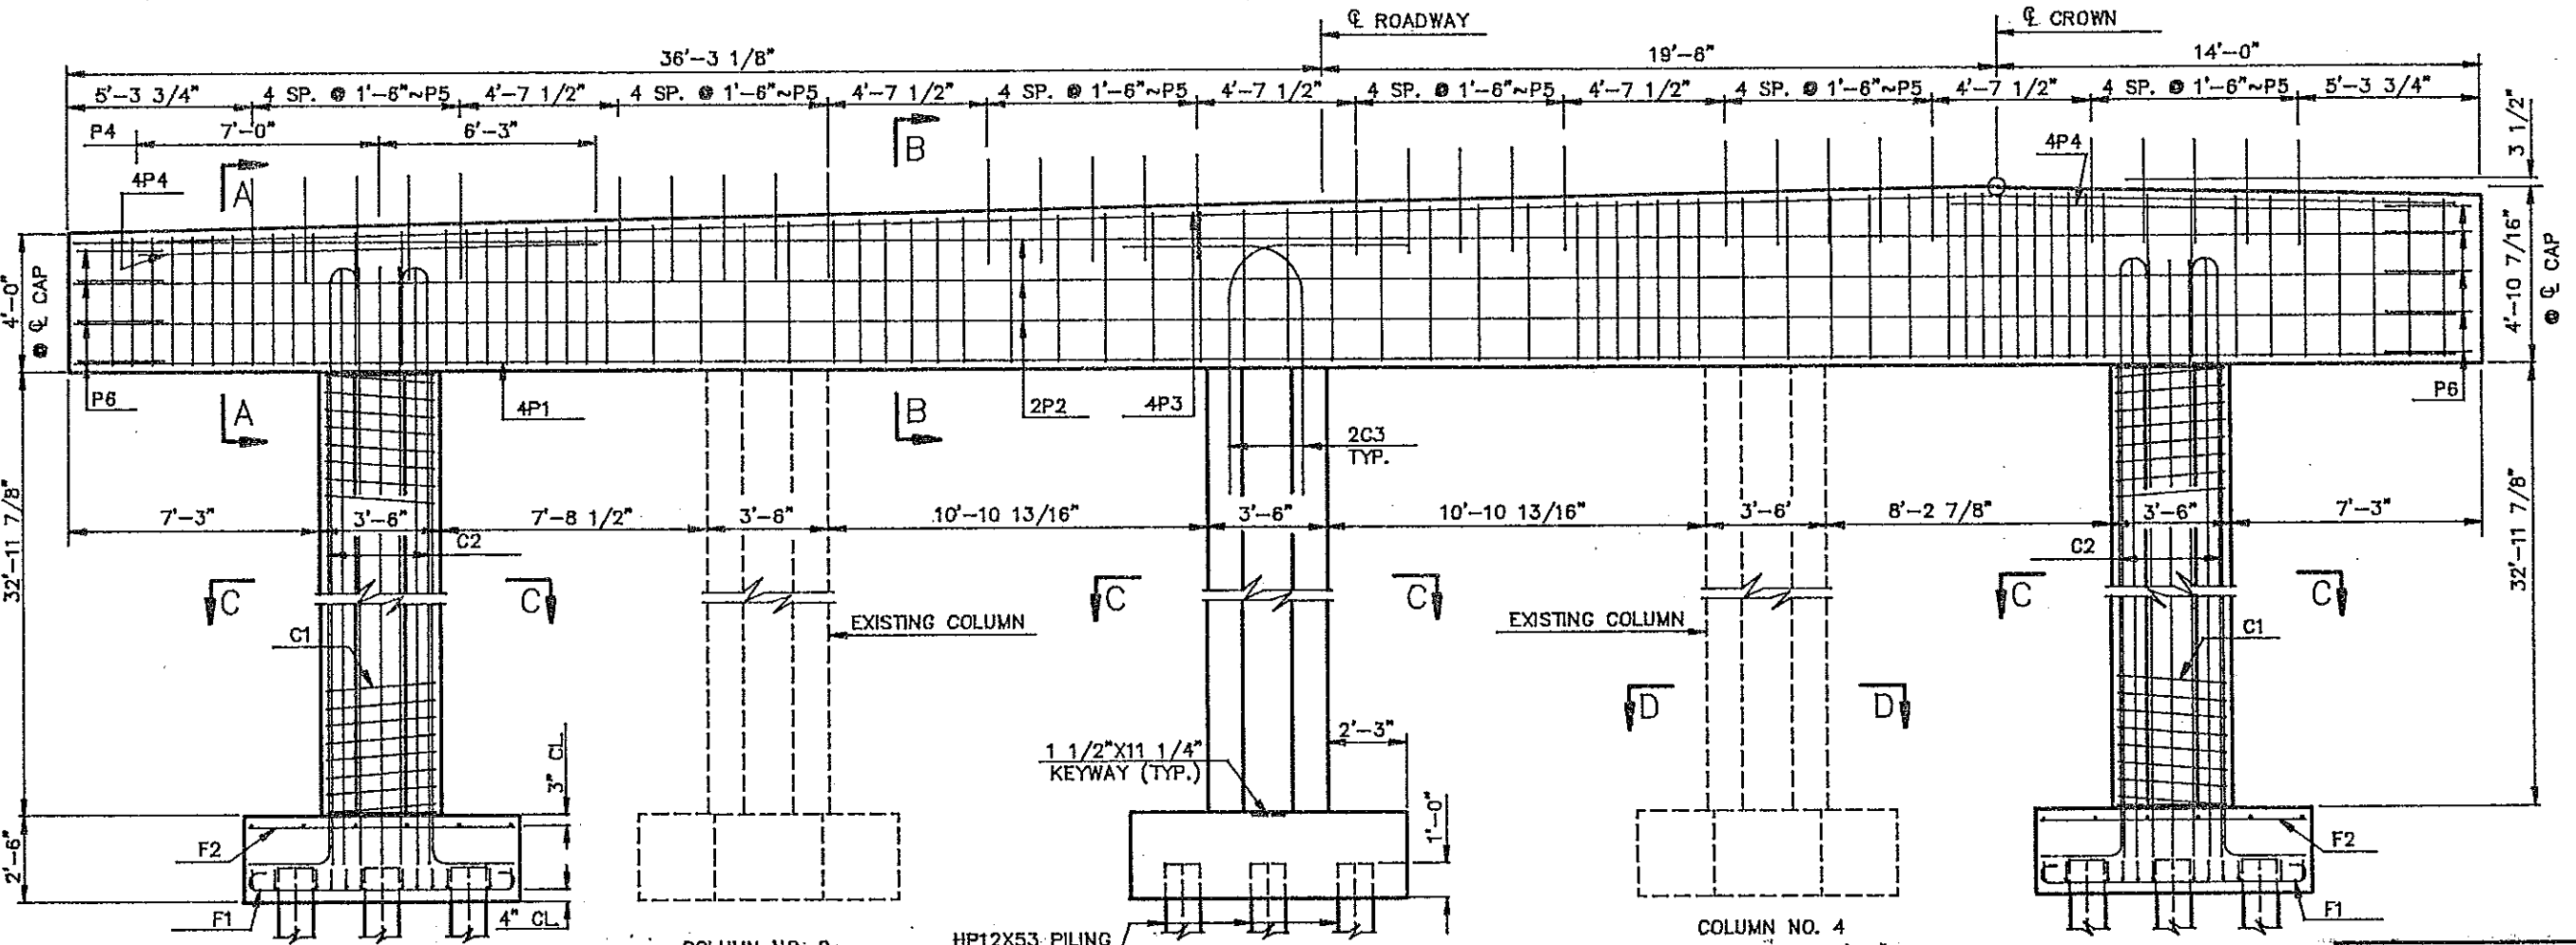 ℄ ROADWAY
℄ CROWN
36'-3 1/8"
19'-6"
14'-0"
5'-3 3/4"
4 SP. @ 1'-6"~P5
4'-7 1/2"
4 SP. @ 1'-6"~P5
4'-7 1/2"
4 SP. @ 1'-6"~P5
4'-7 1/2"
4 SP. @ 1'-6"~P5
4'-7 1/2"
4 SP. @ 1'-6"~P5
4'-7 1/2"
4 SP. @ 1'-6"~P5
5'-3 3/4"
P4
7'-0"
6'-3"
B
4P4
3 1/2"
4P4
A
4'-0"
@ ℄ CAP
4'-10 7/16"
@ ℄ CAP
P6
A
4P1
B
2P2
4P3
P6
2C3
TYP.
32'-11 7/8"
32'-11 7/8"
7'-3"
3'-6"
7'-8 1/2"
3'-6"
10'-10 13/16"
3'-6"
10'-10 13/16"
3'-6'
8'-2 7/8"
3'-6"
7'-3"
C2
C2
C
C
C
C
C
C
EXISTING COLUMN
EXISTING COLUMN
C1
C1
D
D
3" CL
1 1/2"X11 1/4"
KEYWAY (TYP.)
2'-3"
1'-0"
2'-6"
F2
F2
F1
4" CL
F1
HP12X53 PILING
COLUMN NO. 4